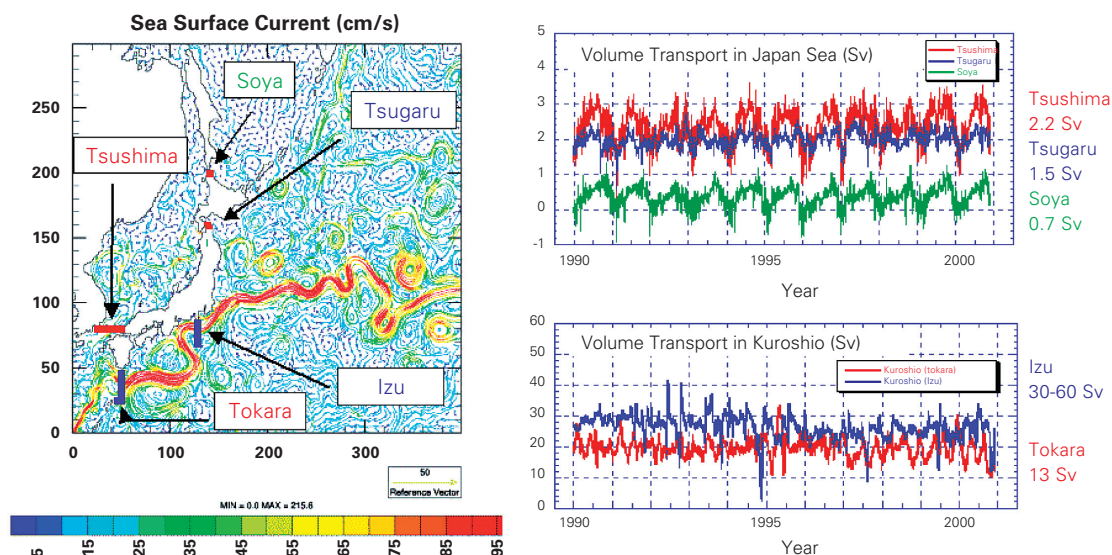 Sea Surface Current (cm/s)
Soya
Tsugaru
Tsushima
Izu
Tokara
250
200
150
100
50
0
0
100
200
300
50
Reference Vector
MIN = 0.0 MAX = 215.6
5
15
25
35
45
55
65
75
85
95
Volume Transport in Japan Sea (Sv)
Tsushima
Tsugaru
Soya
5
4
3
2
1
0
-1
1990
1995
2000
Year
Tsushima
2.2 Sv
Tsugaru
1.5 Sv
Soya
0.7 Sv
Volume Transport in Kuroshio (Sv)
Kuroshio (tokara)
Kuroshio (Izu)
60
50
40
30
20
10
0
1990
1995
2000
Year
Izu
30-60 Sv
Tokara
13 Sv